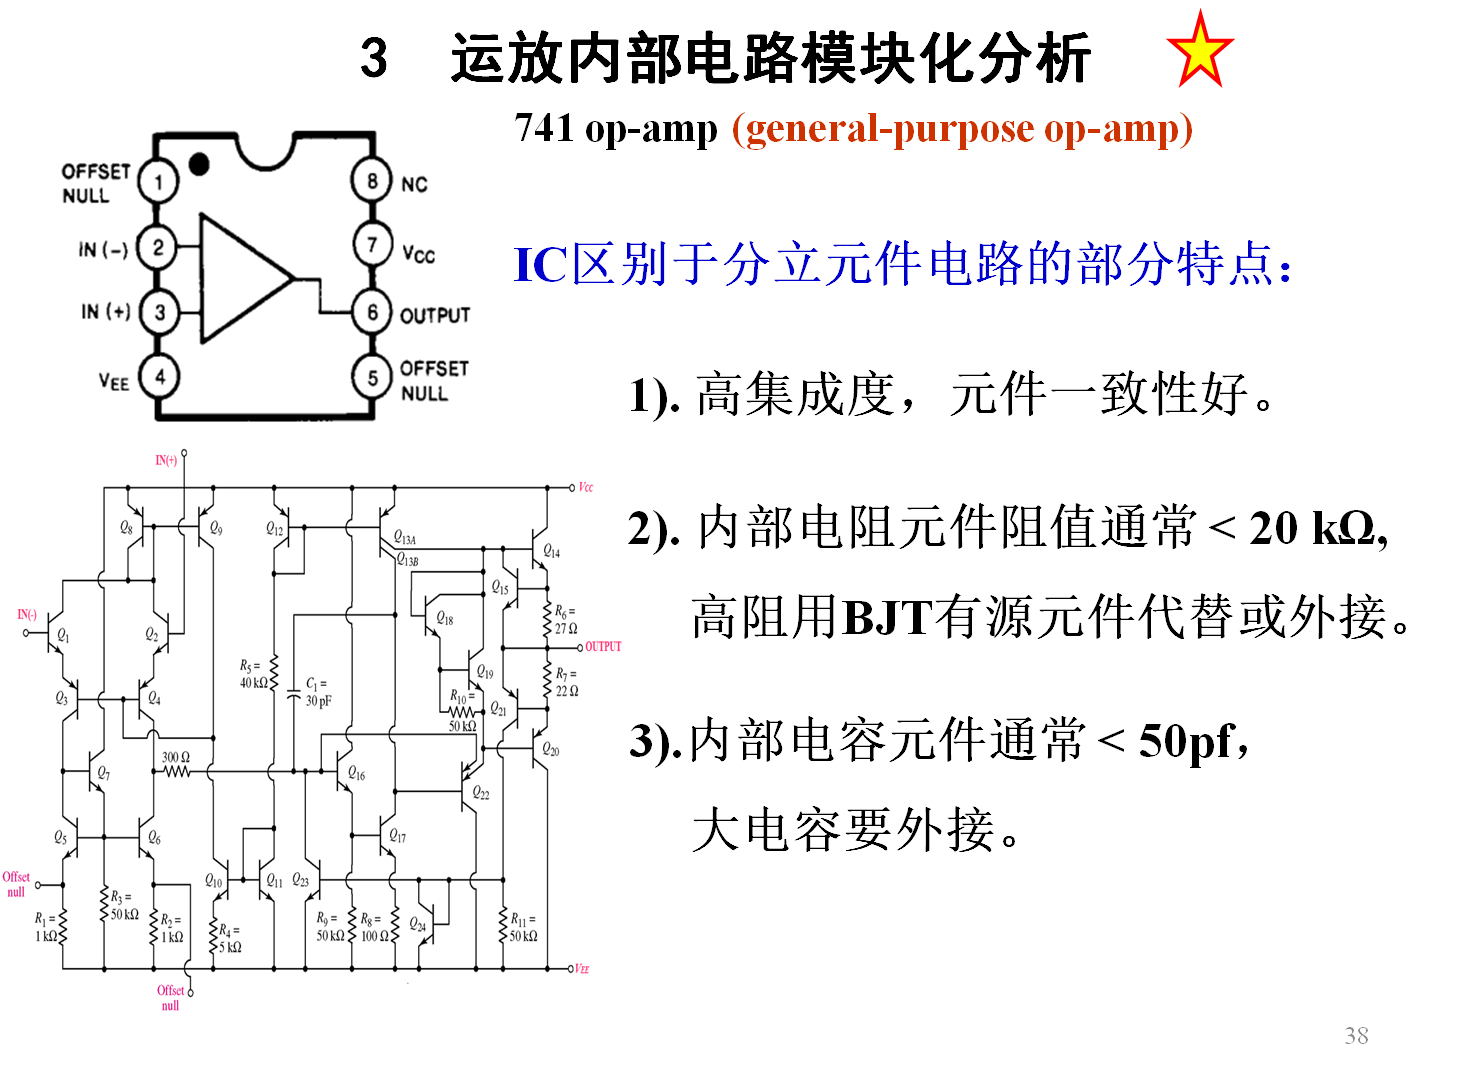 3 运放内部电路模块化分析
741 op-amp (general-purpose op-amp)
OFFSET
NULL
1
8
NC
IN (-)
2
7
VCC
IN (+)
3
6
OUTPUT
VEE
4
5
OFFSET
NULL
IC区别于分立元件电路的部分特点:
1). 高集成度，元件一致性好。
2). 内部电阻元件阻值通常 < 20 kΩ,
高阻用BJT有源元件代替或外接。
3).内部电容元件通常 < 50pf，
大电容要外接。
IN(+)
VCC
Q8
Q9
Q12
Q13A
Q13B
Q14
Q15
IN(-)
Q1
Q2
Q18
R6 =
27 Ω
OUTPUT
R5 =
40 kΩ
C1 =
30 pF
Q19
R7 =
22 Ω
Q3
Q4
R10 =
50 kΩ
Q21
Q20
300 Ω
Q7
Q16
Q22
Q5
Q6
Q17
Offset
null
Q10
Q11
Q23
R3 =
50 kΩ
R1 =
1 kΩ
R2 =
1 kΩ
R4 =
5 kΩ
R9 =
50 kΩ
R8 =
100 Ω
Q24
R11 =
50 kΩ
VEE
Offset
null
38